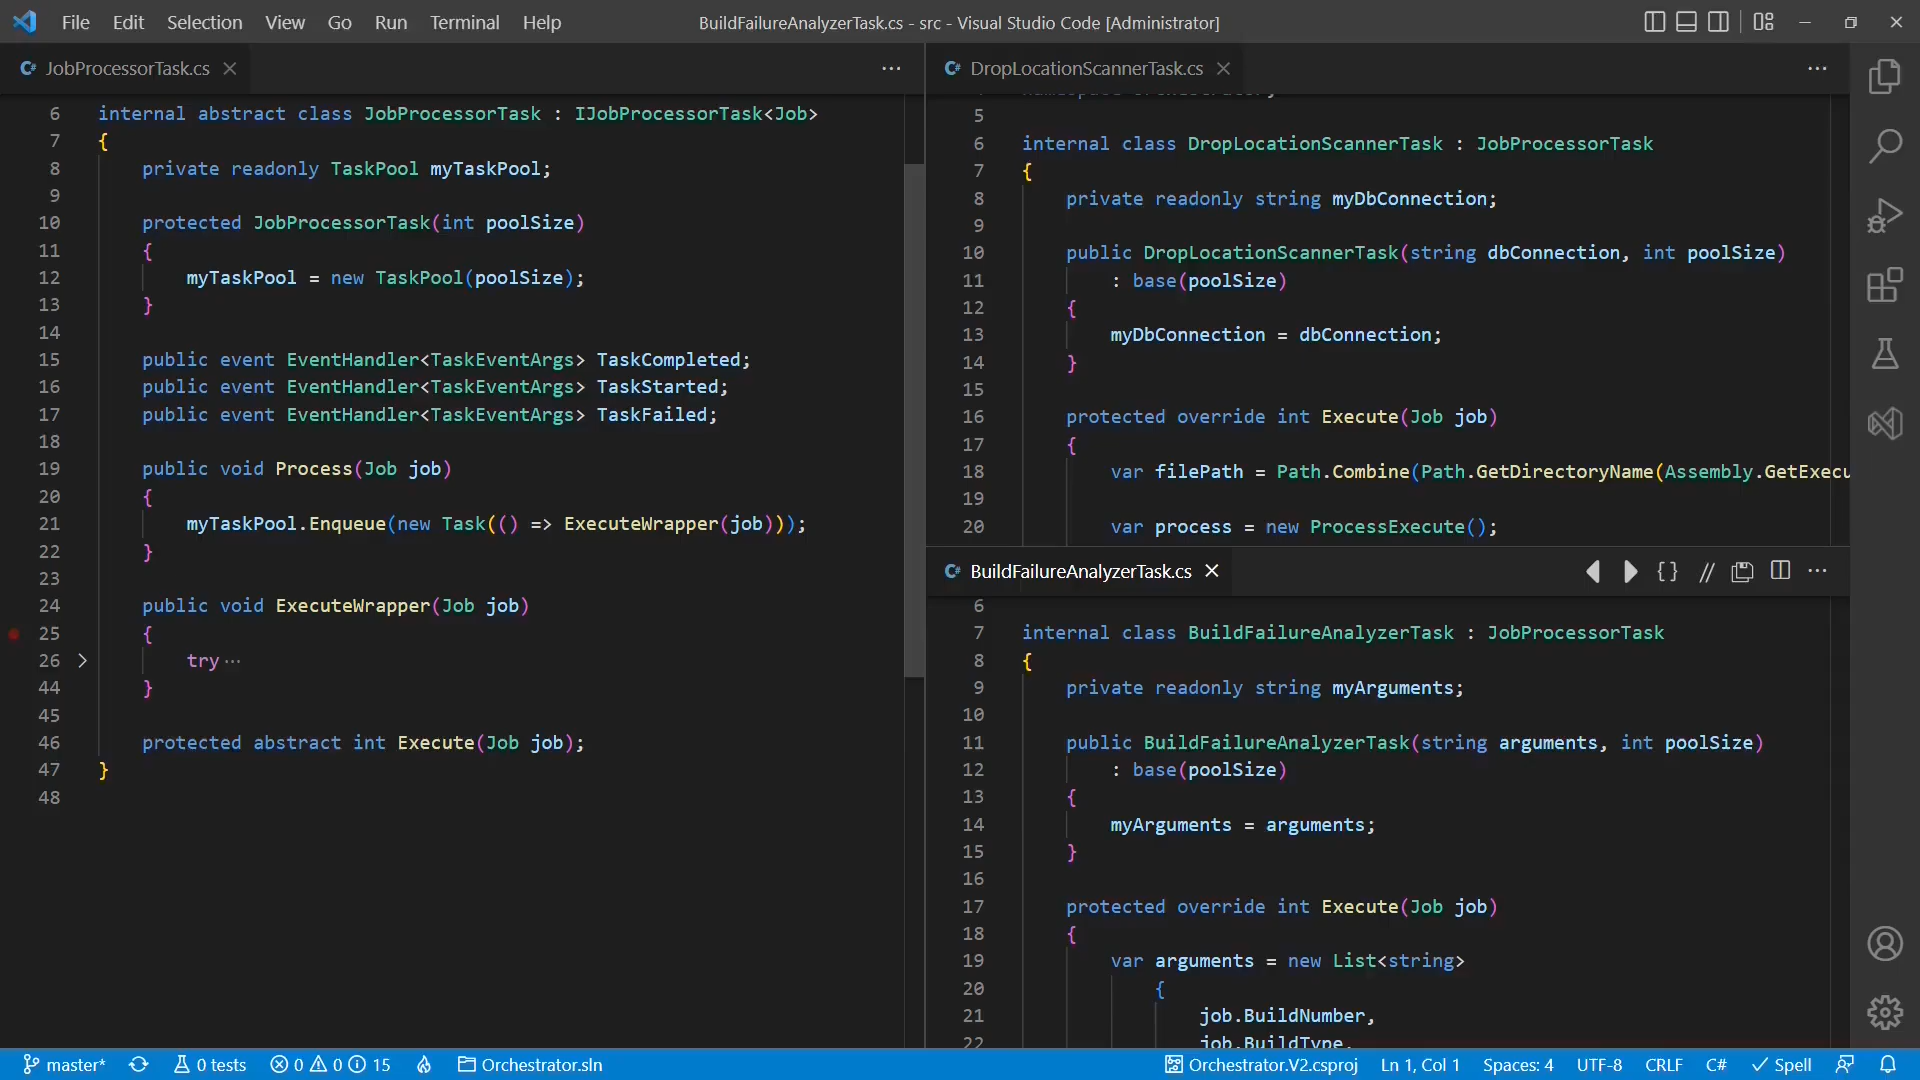 File Edit Selection View Go Run Terminal Help
BuildFailureAnalyzerTask.cs - src - Visual Studio Code [Administrator]
C# JobProcessorTask.cs
6 internal abstract class JobProcessorTask : IJobProcessorTask<Job>
7 {
8 private readonly TaskPool myTaskPool;
9
10 protected JobProcessorTask(int poolSize)
11 {
12 myTaskPool = new TaskPool(poolSize);
13 }
14
15 public event EventHandler<TaskEventArgs> TaskCompleted;
16 public event EventHandler<TaskEventArgs> TaskStarted;
17 public event EventHandler<TaskEventArgs> TaskFailed;
18
19 public void Process(Job job)
20 {
21 myTaskPool.Enqueue(new Task(() => ExecuteWrapper(job)));
22 }
23
24 public void ExecuteWrapper(Job job)
25 {
26 try···
44 }
45
46 protected abstract int Execute(Job job);
47 }
48
C# DropLocationScannerTask.cs
5
6 internal class DropLocationScannerTask : JobProcessorTask
7 {
8 private readonly string myDbConnection;
9
10 public DropLocationScannerTask(string dbConnection, int poolSize)
11 : base(poolSize)
12 {
13 myDbConnection = dbConnection;
14 }
15
16 protected override int Execute(Job job)
17 {
18 var filePath = Path.Combine(Path.GetDirectoryName(Assembly.GetExecu
19
20 var process = new ProcessExecute();
C# BuildFailureAnalyzerTask.cs
6
7 internal class BuildFailureAnalyzerTask : JobProcessorTask
8 {
9 private readonly string myArguments;
10
11 public BuildFailureAnalyzerTask(string arguments, int poolSize)
12 : base(poolSize)
13 {
14 myArguments = arguments;
15 }
16
17 protected override int Execute(Job job)
18 {
19 var arguments = new List<string>
20 {
21 job.BuildNumber,
22 job.BuildType,
master* 0 tests 0 0 15 Orchestrator.sln
Orchestrator.V2.csproj Ln 1, Col 1 Spaces: 4 UTF-8 CRLF C# Spell